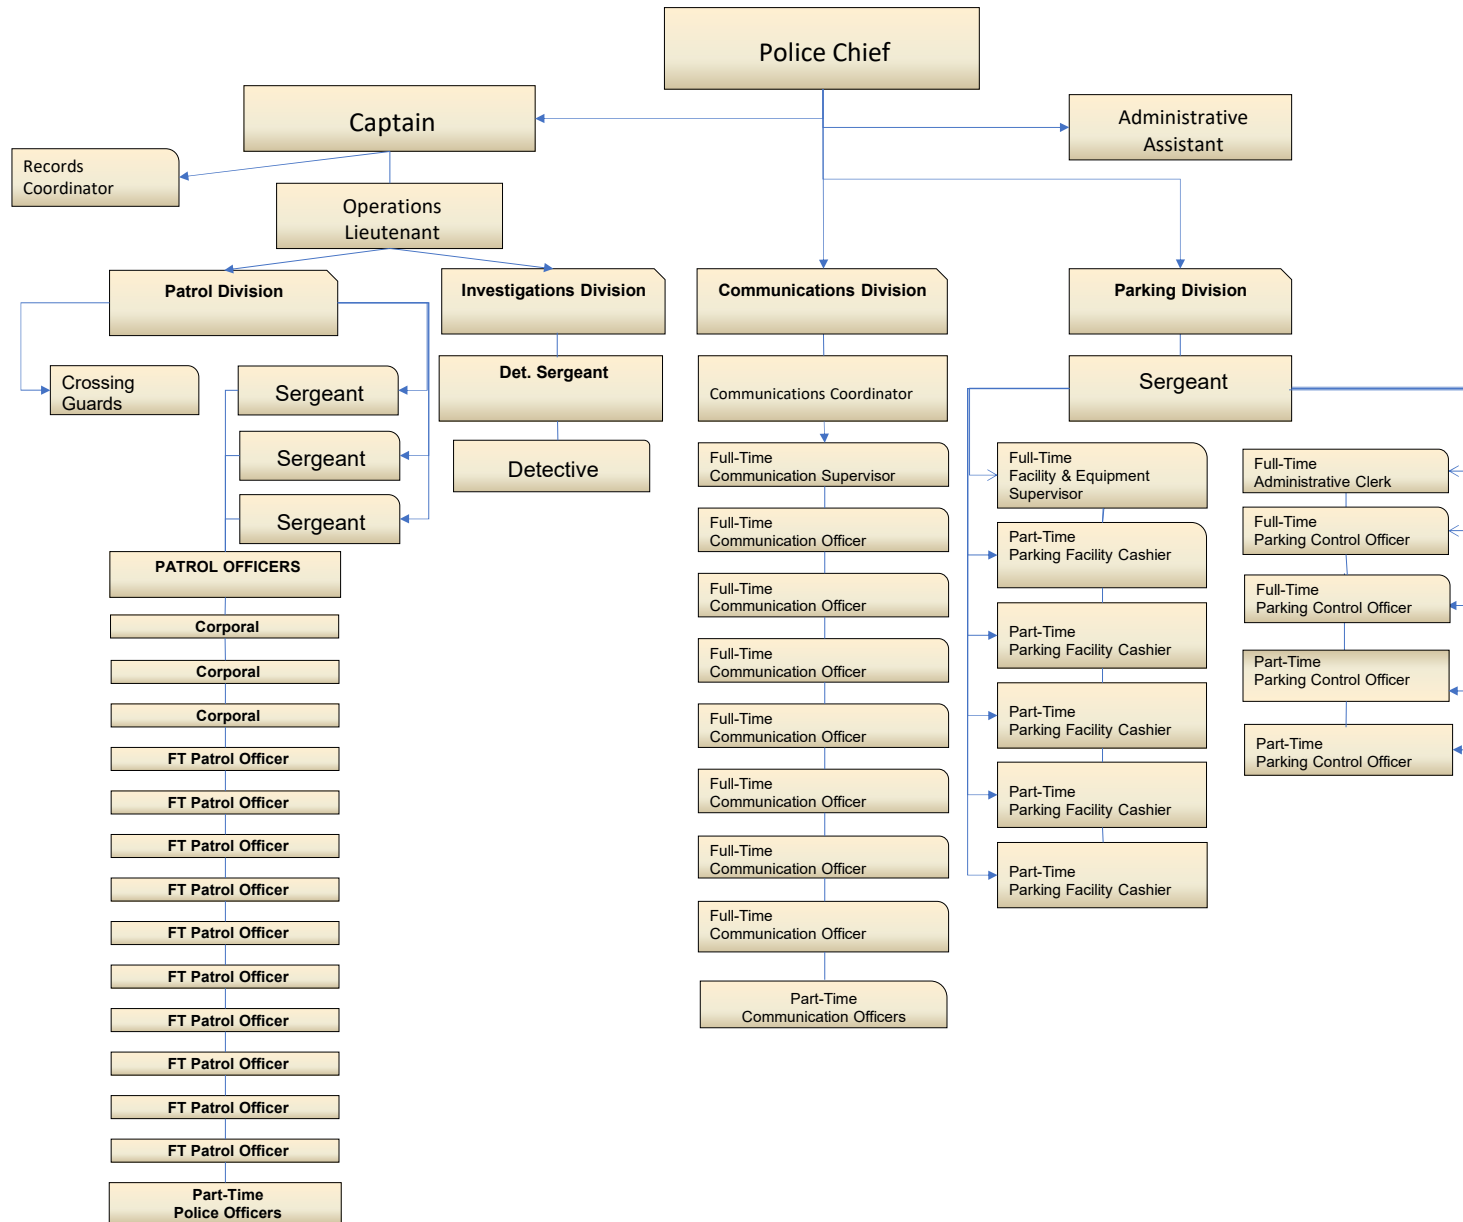 Police Chief
Captain
Administrative
Assistant
Records
Coordinator
Operations
Lieutenant
Patrol Division
Investigations Division
Communications Division
Parking Division
Crossing
Guards
Sergeant
Sergeant
Sergeant
PATROL OFFICERS
Corporal
Corporal
Corporal
FT Patrol Officer
FT Patrol Officer
FT Patrol Officer
FT Patrol Officer
FT Patrol Officer
FT Patrol Officer
FT Patrol Officer
FT Patrol Officer
FT Patrol Officer
FT Patrol Officer
Part-Time
Police Officers
Det. Sergeant
Detective
Communications Coordinator
Full-Time
Communication Supervisor
Full-Time
Communication Officer
Full-Time
Communication Officer
Full-Time
Communication Officer
Full-Time
Communication Officer
Full-Time
Communication Officer
Full-Time
Communication Officer
Full-Time
Communication Officer
Part-Time
Communication Officers
Sergeant
Full-Time
Facility & Equipment
Supervisor
Part-Time
Parking Facility Cashier
Part-Time
Parking Facility Cashier
Part-Time
Parking Facility Cashier
Part-Time
Parking Facility Cashier
Part-Time
Parking Facility Cashier
Full-Time
Administrative Clerk
Full-Time
Parking Control Officer
Full-Time
Parking Control Officer
Part-Time
Parking Control Officer
Part-Time
Parking Control Officer